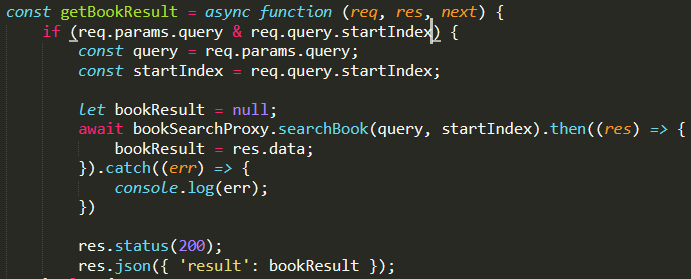 const getBookResult = async function (req, res, next) {
if (req.params.query & req.query.startIndex) {
const query = req.params.query;
const startIndex = req.query.startIndex;
let bookResult = null;
await bookSearchProxy.searchBook(query, startIndex).then((res) => {
bookResult = res.data;
}).catch((err) => {
console.log(err);
})
res.status(200);
res.json({ 'result': bookResult });